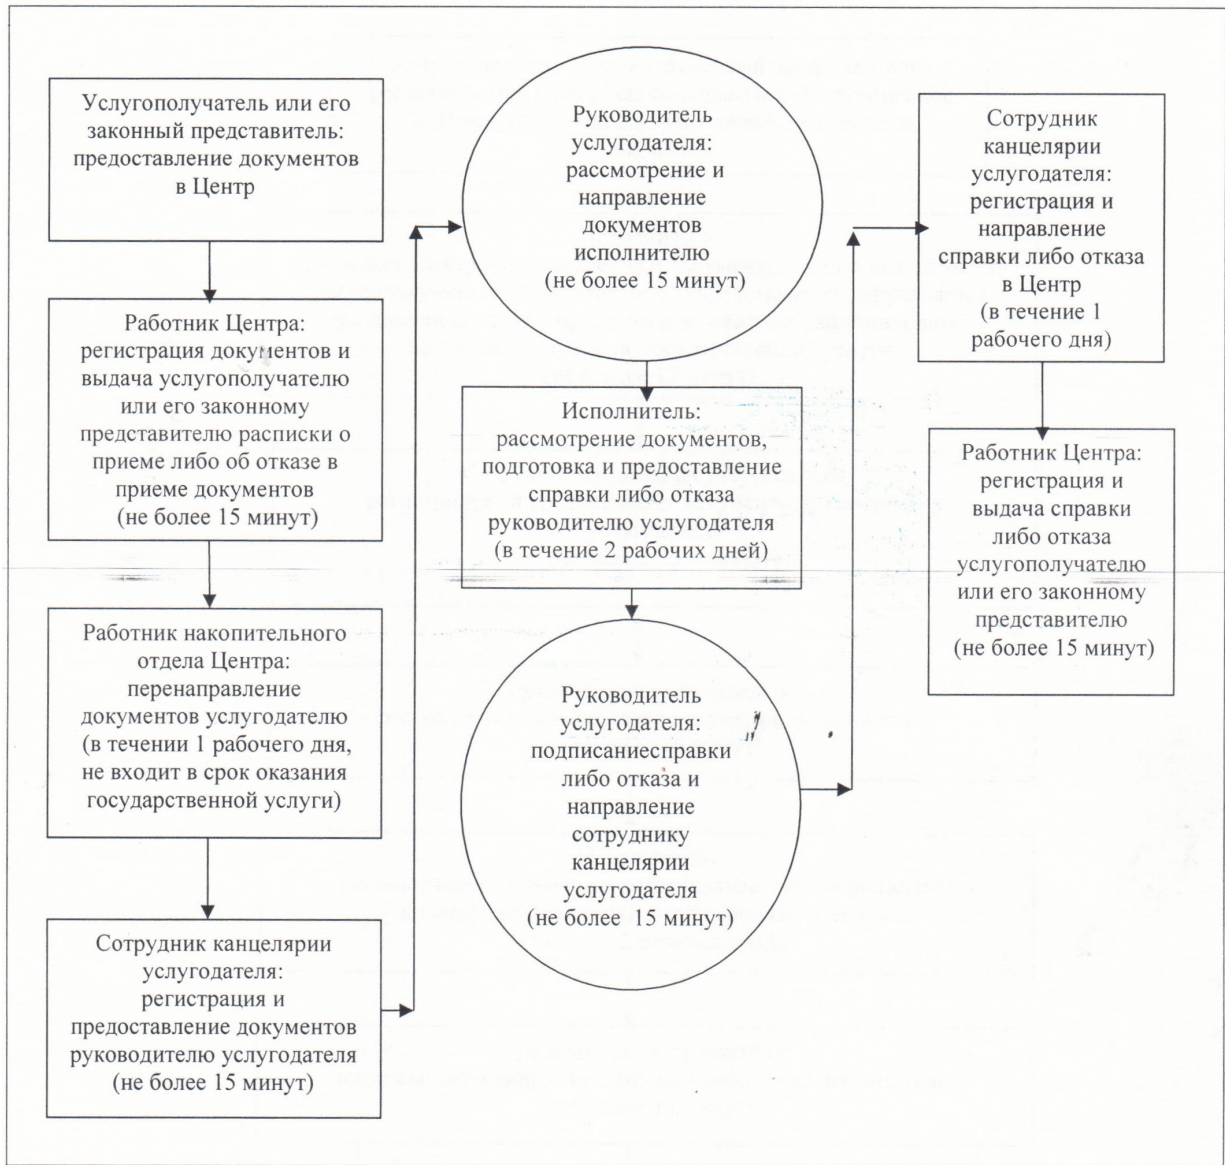 Услугополучатель или его
законный представитель:
предоставление документов
в Центр
Работник Центра:
регистрация документов и
выдача услугополучателю
или его законному
представителю расписки о
приеме либо об отказе в
приеме документов
(не более 15 минут)
Работник накопительного
отдела Центра:
перенаправление
документов услугодателю
(в течении 1 рабочего дня,
не входит в срок оказания
государственной услуги)
Сотрудник канцелярии
услугодателя:
регистрация и
предоставление документов
руководителю услугодателя
(не более 15 минут)
Руководитель
услугодателя:
рассмотрение и
направление
документов
исполнителю
(не более 15 минут)
Исполнитель:
рассмотрение документов,
подготовка и предоставление
справки либо отказа
руководителю услугодателя
(в течение 2 рабочих дней)
Руководитель
услугодателя:
подписаниесправки
либо отказа и
направление
сотруднику
канцелярии
услугодателя
(не более 15 минут)
Сотрудник
канцелярии
услугодателя:
регистрация и
направление
справки либо отказа
в Центр
(в течение 1
рабочего дня)
Работник Центра:
регистрация и
выдача справки
либо отказа
услугополучателю
или его законному
представителю
(не более 15 минут)